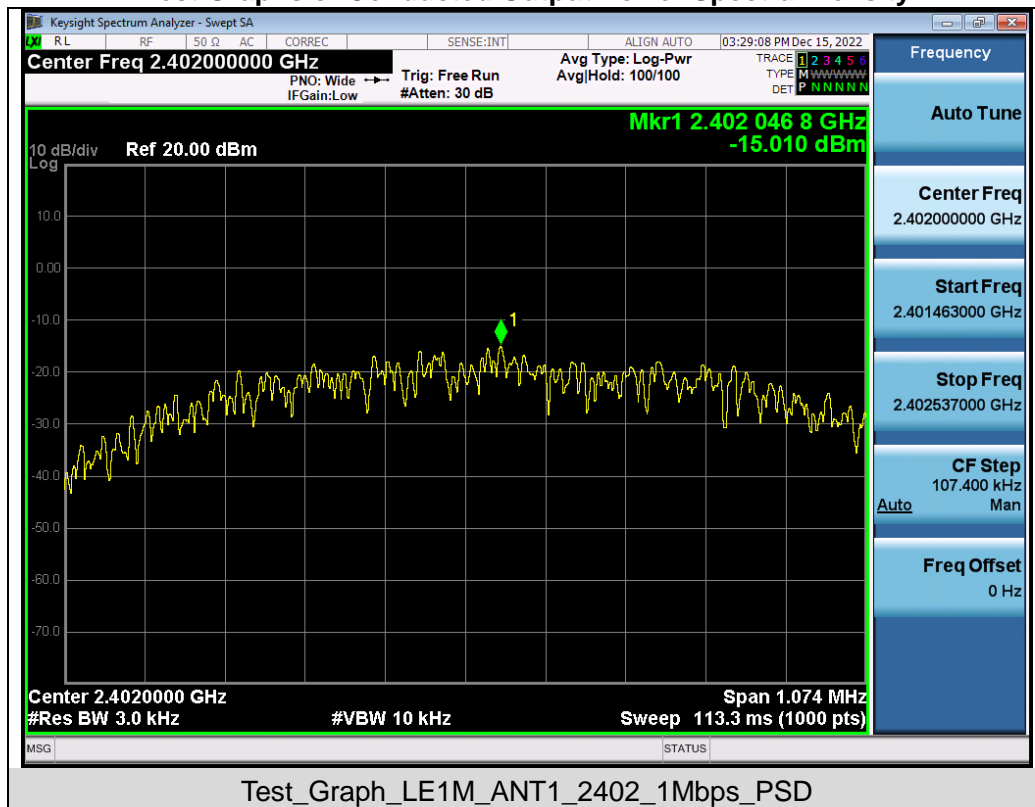 Keysight Spectrum Analyzer - Swept SA
LXI RL RF 50 Ω AC CORREC SENSE:INT ALIGN AUTO 03:29:08 PM Dec 15, 2022
Center Freq 2.402000000 GHz
PNO: Wide
IFGain:Low
Trig: Free Run
#Atten: 30 dB
Avg Type: Log-Pwr
Avg|Hold: 100/100
TRACE 1 2 3 4 5 6
TYPE M WWWWW
DET P N N N N N
Mkr1 2.402 046 8 GHz
-15.010 dBm
10 dB/div Ref 20.00 dBm
Log
10.0
0.00
-10.0
-20.0
-30.0
-40.0
-50.0
-60.0
-70.0
1
Center 2.4020000 GHz Span 1.074 MHz
#Res BW 3.0 kHz #VBW 10 kHz Sweep 113.3 ms (1000 pts)
MSG STATUS
Frequency
Auto Tune
Center Freq
2.402000000 GHz
Start Freq
2.401463000 GHz
Stop Freq
2.402537000 GHz
CF Step
107.400 kHz
Auto Man
Freq Offset
0 Hz
Test_Graph_LE1M_ANT1_2402_1Mbps_PSD